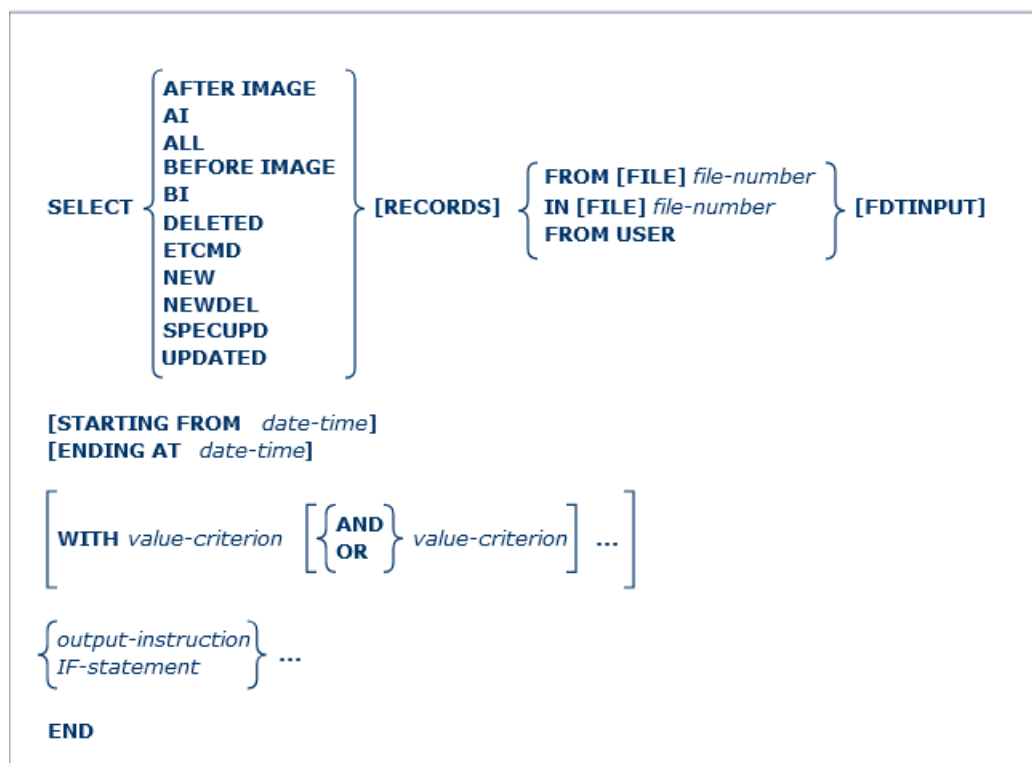 AFTER IMAGE
AI
ALL
BEFORE IMAGE
BI
SELECT
DELETED
ETCMD
NEW
NEWDEL
SPECUPD
UPDATED
[RECORDS]
FROM [FILE] file-number
IN [FILE] file-number
FROM USER
[FDTINPUT]
[STARTING FROM date-time]
[ENDING AT date-time]
[WITH value-criterion [{AND
OR} value-criterion] ...]
{output-instruction
IF-statement} ...
END